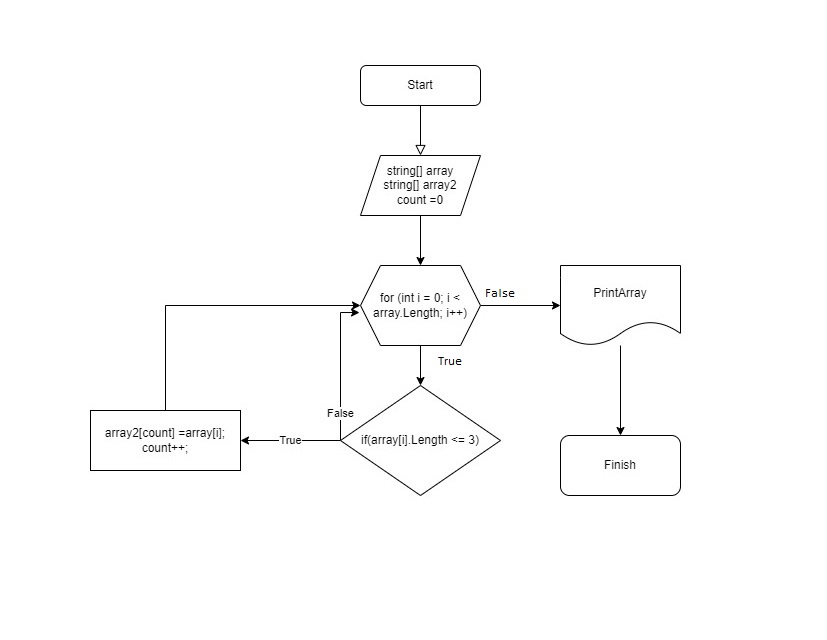 Start
string[] array
string[] array2
count =0
for (int i = 0; i <
array.Length; i++)
False
PrintArray
True
False
if(array[i].Length <= 3)
True
array2[count] =array[i];
count++;
Finish